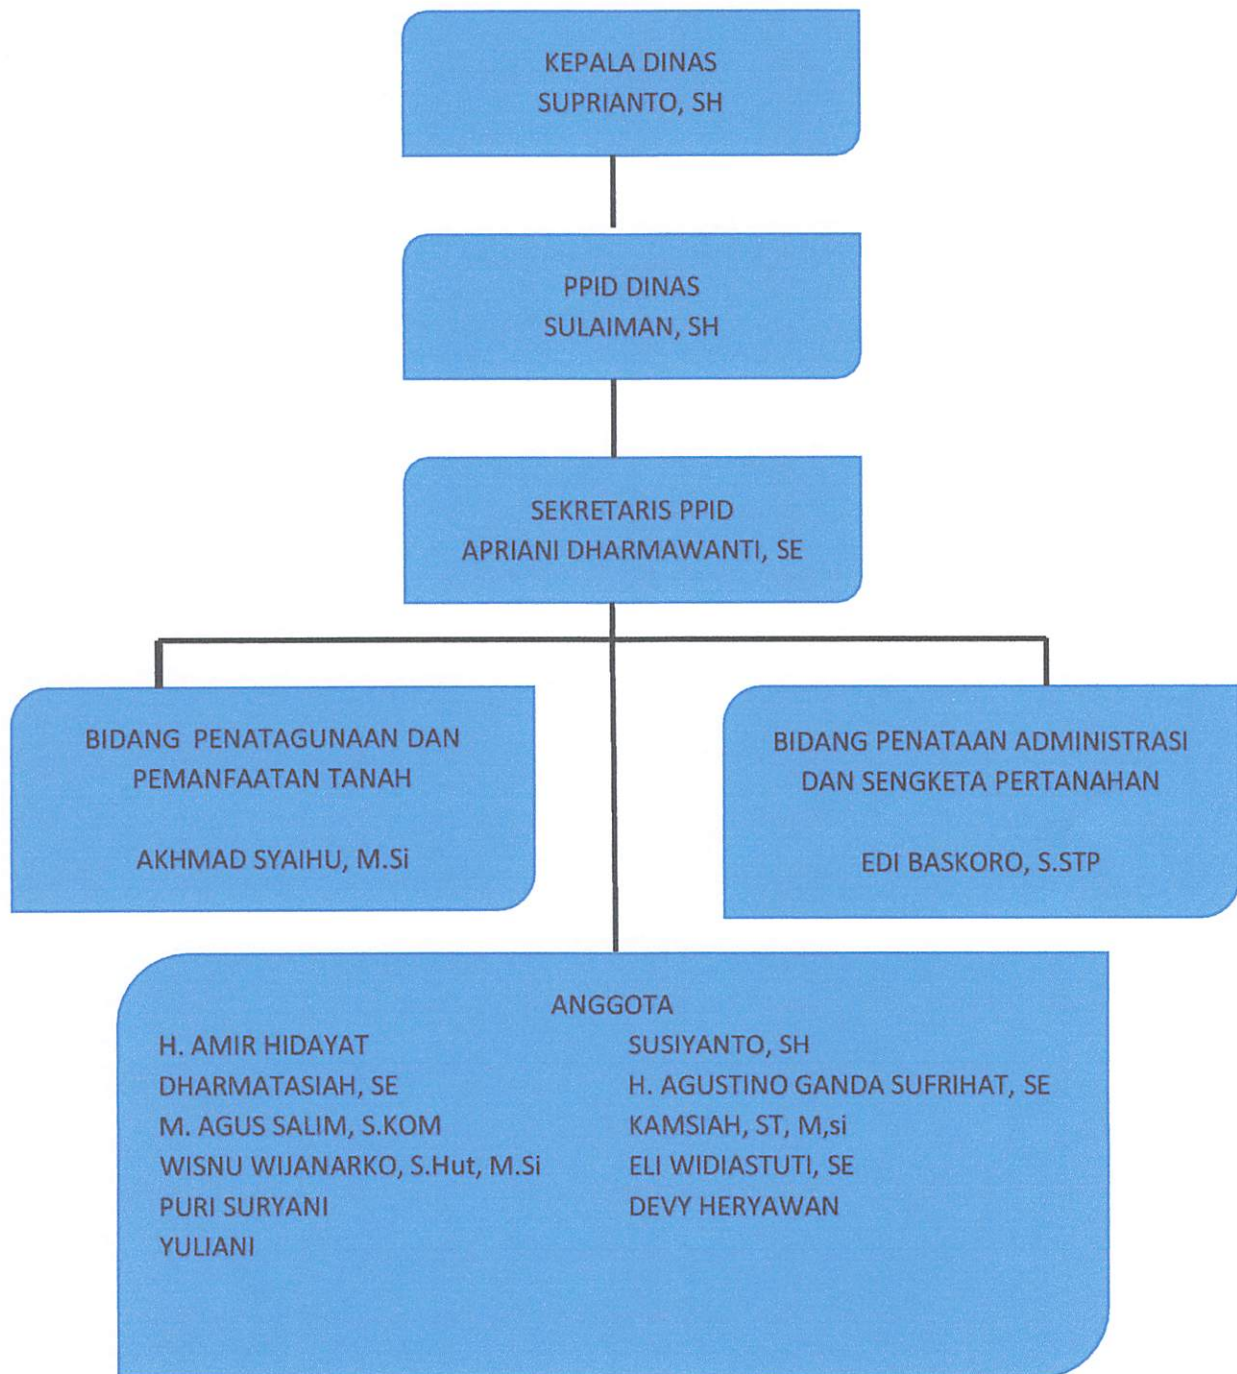 KEPALA DINAS
SUPRIANTO, SH
PPID DINAS
SULAIMAN, SH
SEKRETARIS PPID
APRIANI DHARMAWANTI, SE
BIDANG PENATAGUNAAN DAN
PEMANFAATAN TANAH
AKHMAD SYAIHU, M.Si
BIDANG PENATAAN ADMINISTRASI
DAN SENGKETA PERTANAHAN
EDI BASKORO, S.STP
ANGGOTA
H. AMIR HIDAYAT
DHARMATASIAH, SE
M. AGUS SALIM, S.KOM
WISNU WIJANARKO, S.Hut, M.Si
PURI SURYANI
YULIANI
SUSIYANTO, SH
H. AGUSTINO GANDA SUFRIHAT, SE
KAMSIAH, ST, M,si
ELI WIDIASTUTI, SE
DEVY HERYAWAN